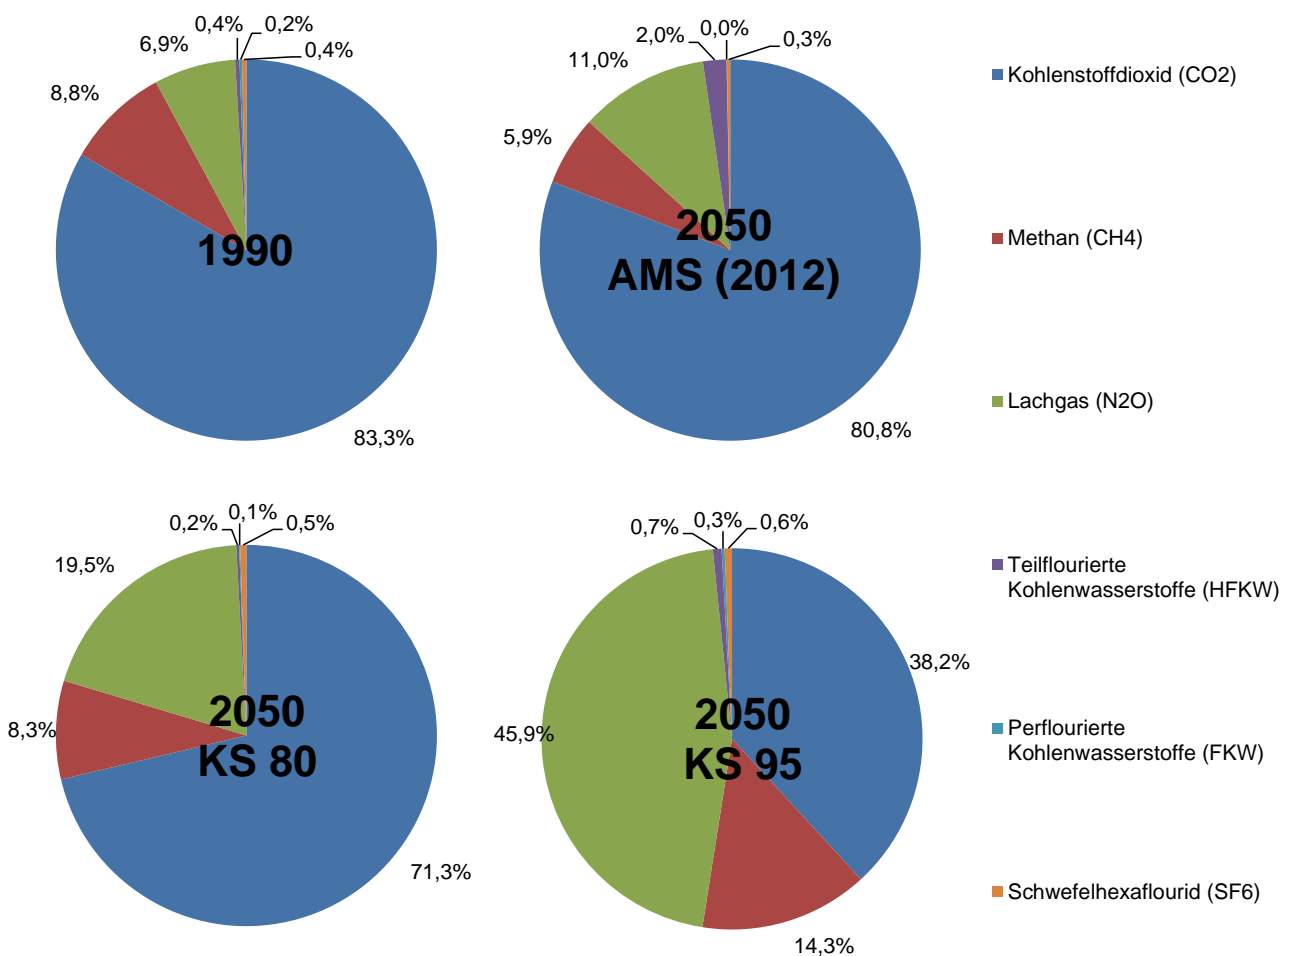 0,4%
0,2%
0,4%
6,9%
8,8%
1990
83,3%
2,0%
0,0%
0,3%
11,0%
5,9%
2050
AMS (2012)
80,8%
0,2%
0,1%
0,5%
19,5%
8,3%
2050
KS 80
71,3%
0,7%
0,3%
0,6%
38,2%
45,9%
2050
KS 95
14,3%
Kohlenstoffdioxid (CO2)
Methan (CH4)
Lachgas (N2O)
Teilflourierte
Kohlenwasserstoffe (HFKW)
Perflourierte
Kohlenwasserstoffe (FKW)
Schwefelhexaflourid (SF6)